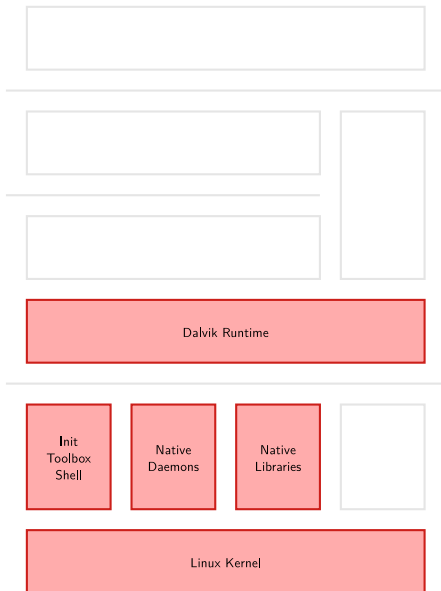 Dalvik Runtime
Init
Toolbox
Shell
Native
Daemons
Native
Libraries
Linux Kernel